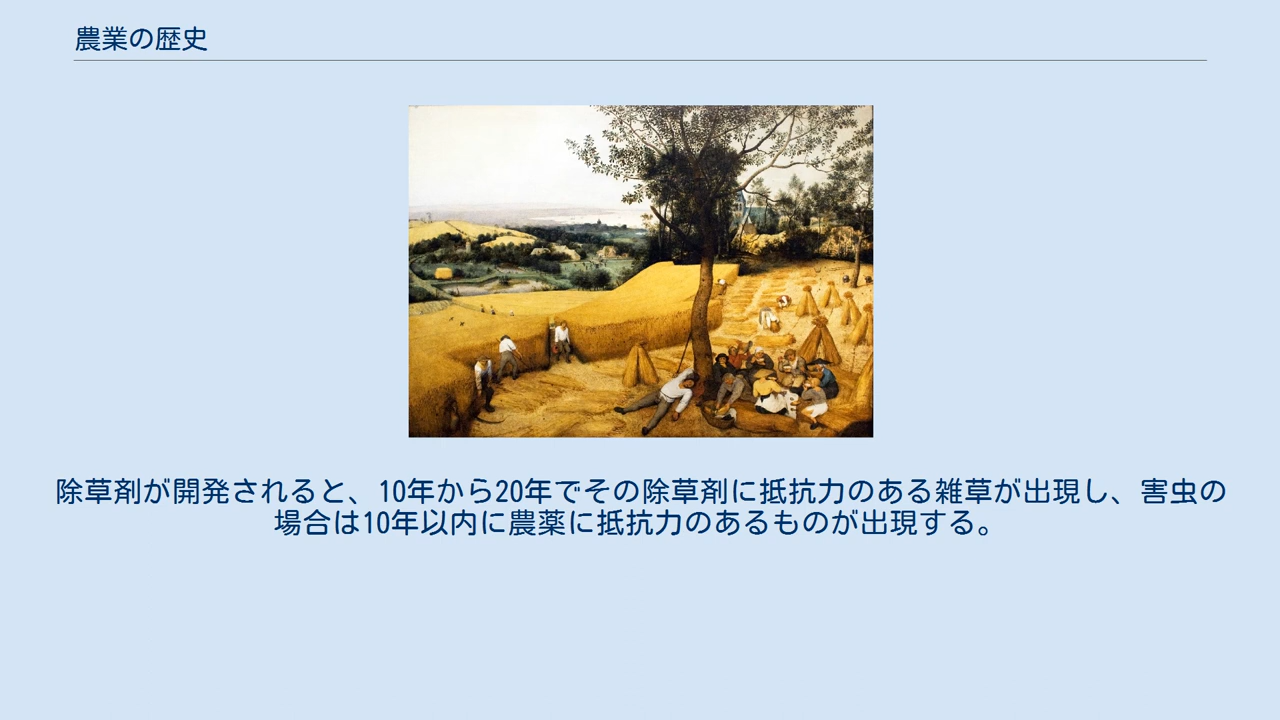 農業の歴史
除草剤が開発されると、10年から20年でその除草剤に抵抗力のある雑草が出現し、害虫の
場合は10年以内に農薬に抵抗力のあるものが出現する。